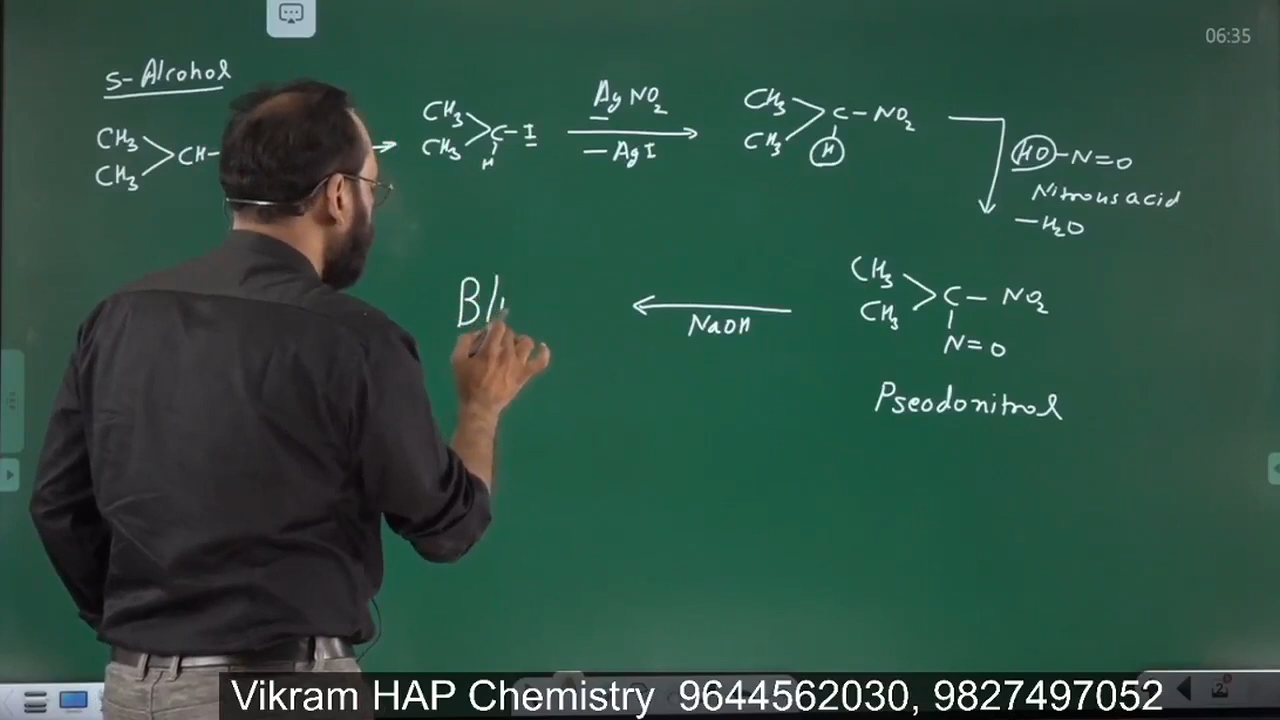 06:35
S-Alcohol
CH3
CH3
CH-
CH3
CH3
C-I
H
AgNO2
-AgI
CH3
CH3
C-NO2
H
HO-N=O
Nitrous acid
-H2O
CH3
CH3
C-NO2
N=O
Pseodonitrol
NaOH
Vikram HAP Chemistry 9644562030, 9827497052